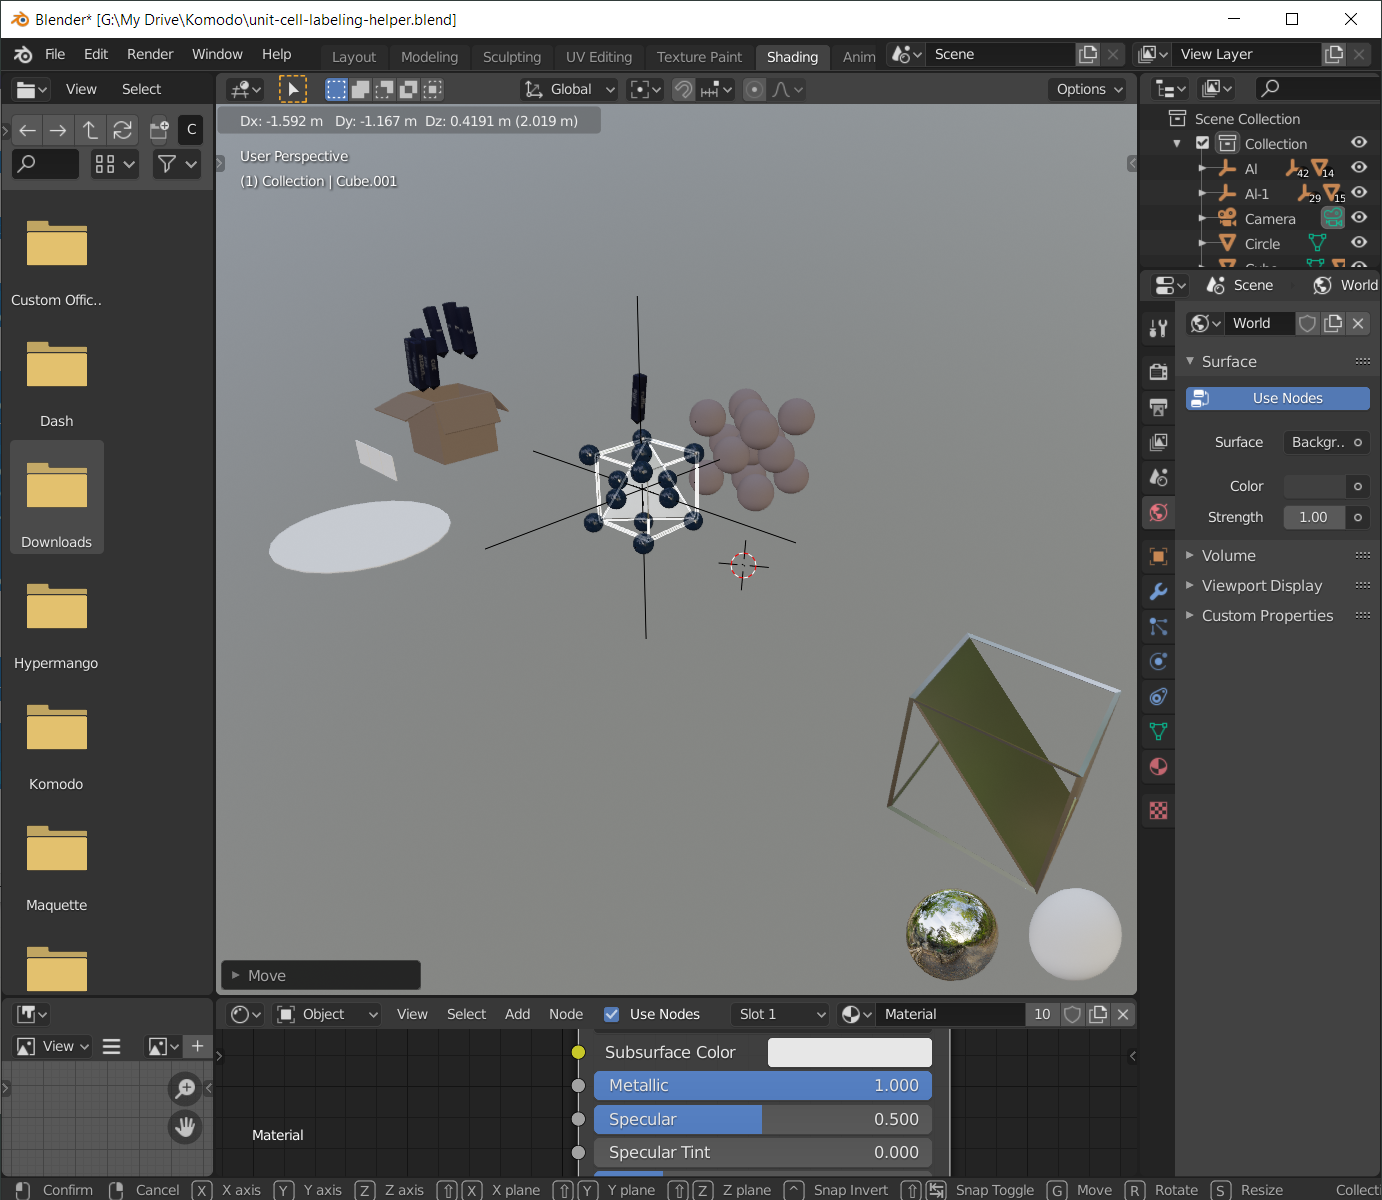 Blender* [G:\My Drive\Komodo\unit-cell-labeling-helper.blend]
File Edit Render Window Help Layout Modeling Sculpting UV Editing Texture Paint Shading Anim Scene View Layer
View Select Global Options
C
Dx: -1.592 m Dy: -1.167 m Dz: 0.4191 m (2.019 m)
User Perspective
(1) Collection | Cube.001
Custom Offic..
Dash
Downloads
Hypermango
Komodo
Maquette
Scene Collection
Collection
Al 42 14
Al-1 29 15
Camera
Circle
Scene World
World
Surface
Use Nodes
Surface Backgr..
Color
Strength 1.00
Volume
Viewport Display
Custom Properties
Move
Object View Select Add Node Use Nodes Slot 1 Material 10
View
Subsurface Color
Metallic 1.000
Specular 0.500
Specular Tint 0.000
Material
Confirm Cancel X X axis Y Y axis Z Z axis X X plane Y Y plane Z Z plane ^ Snap Invert Snap Toggle G Move R Rotate S Resize Collecti